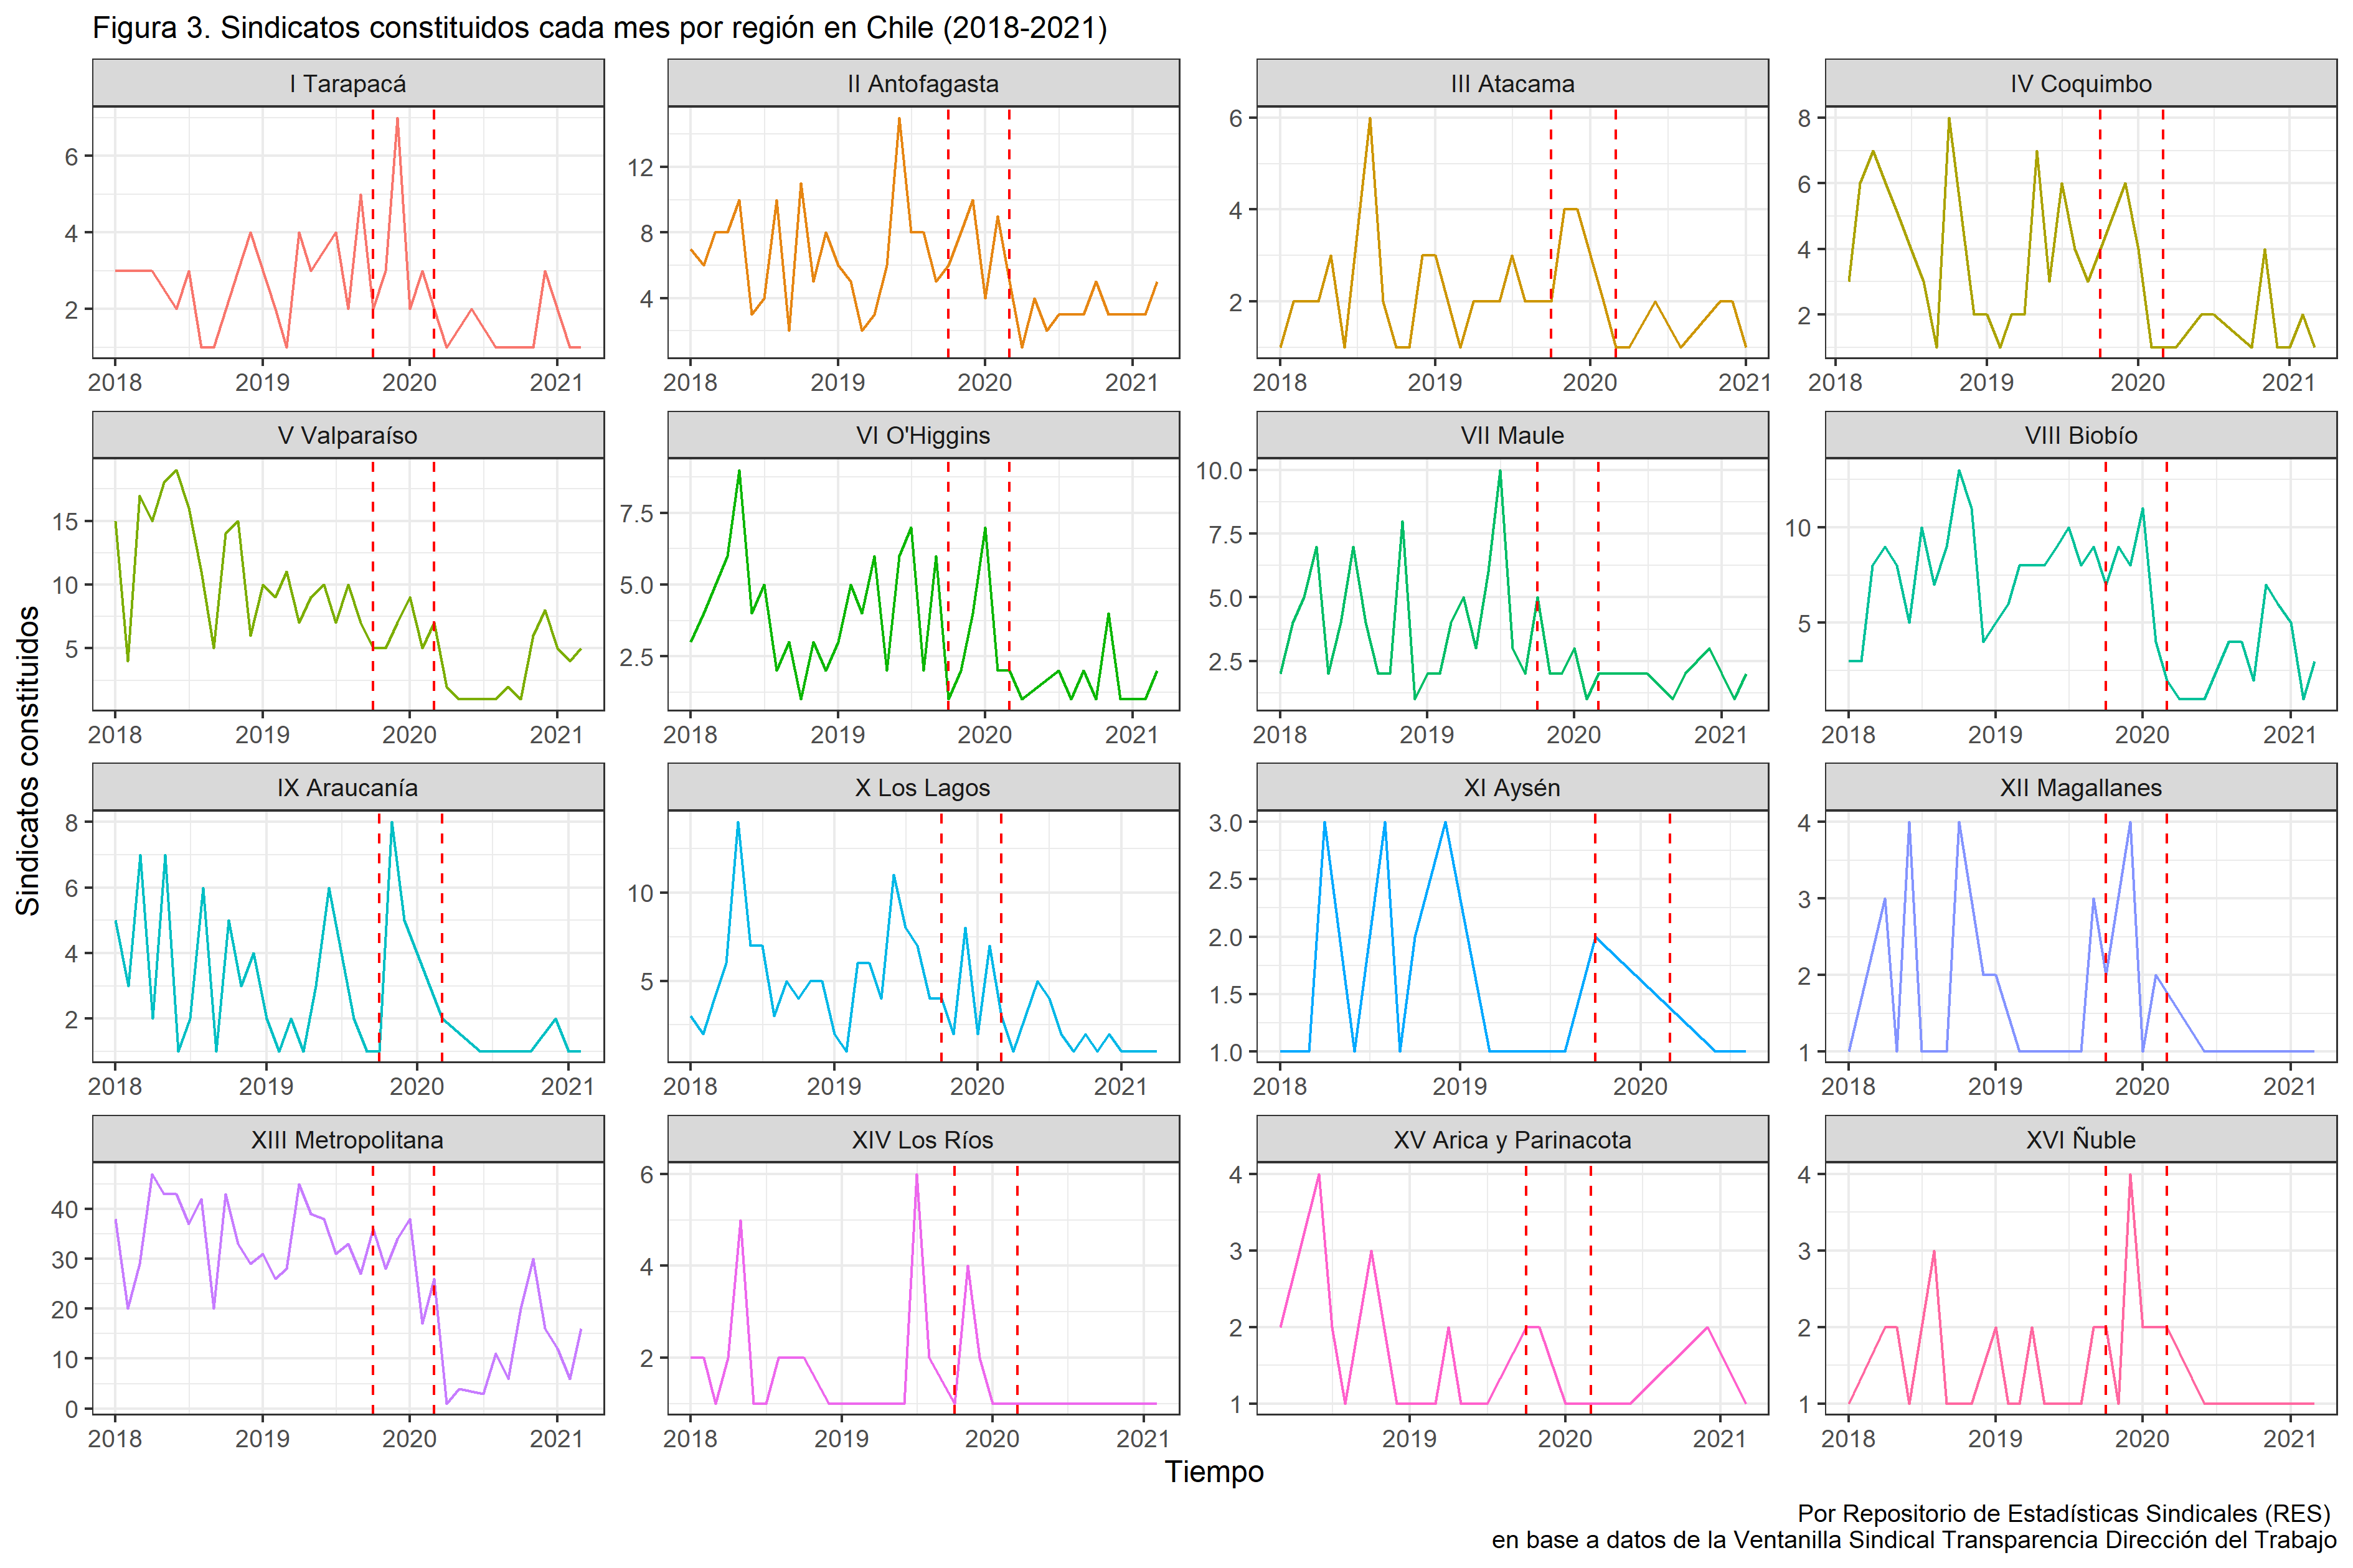 Figura 3. Sindicatos constituidos cada mes por región en Chile (2018-2021)
I Tarapacá
II Antofagasta
III Atacama
IV Coquimbo
6
4
2
2018 2019 2020 2021
12
8
4
2018 2019 2020 2021
6
4
2
2018 2019 2020 2021
8
6
4
2
2018 2019 2020 2021
V Valparaíso
VI O'Higgins
VII Maule
VIII Biobío
15
10
5
2018 2019 2020 2021
7.5
5.0
2.5
2018 2019 2020 2021
10.0
7.5
5.0
2.5
2018 2019 2020 2021
10
5
2018 2019 2020 2021
Sindicatos constituidos
IX Araucanía
X Los Lagos
XI Aysén
XII Magallanes
8
6
4
2
2018 2019 2020 2021
10
5
2018 2019 2020 2021
3.0
2.5
2.0
1.5
1.0
2018 2019 2020
4
3
2
1
2018 2019 2020 2021
XIII Metropolitana
XIV Los Ríos
XV Arica y Parinacota
XVI Ñuble
40
30
20
10
0
2018 2019 2020 2021
6
4
2
2018 2019 2020 2021
4
3
2
1
2019 2020 2021
4
3
2
1
2018 2019 2020 2021
Tiempo
Por Repositorio de Estadísticas Sindicales (RES)
en base a datos de la Ventanilla Sindical Transparencia Dirección del Trabajo